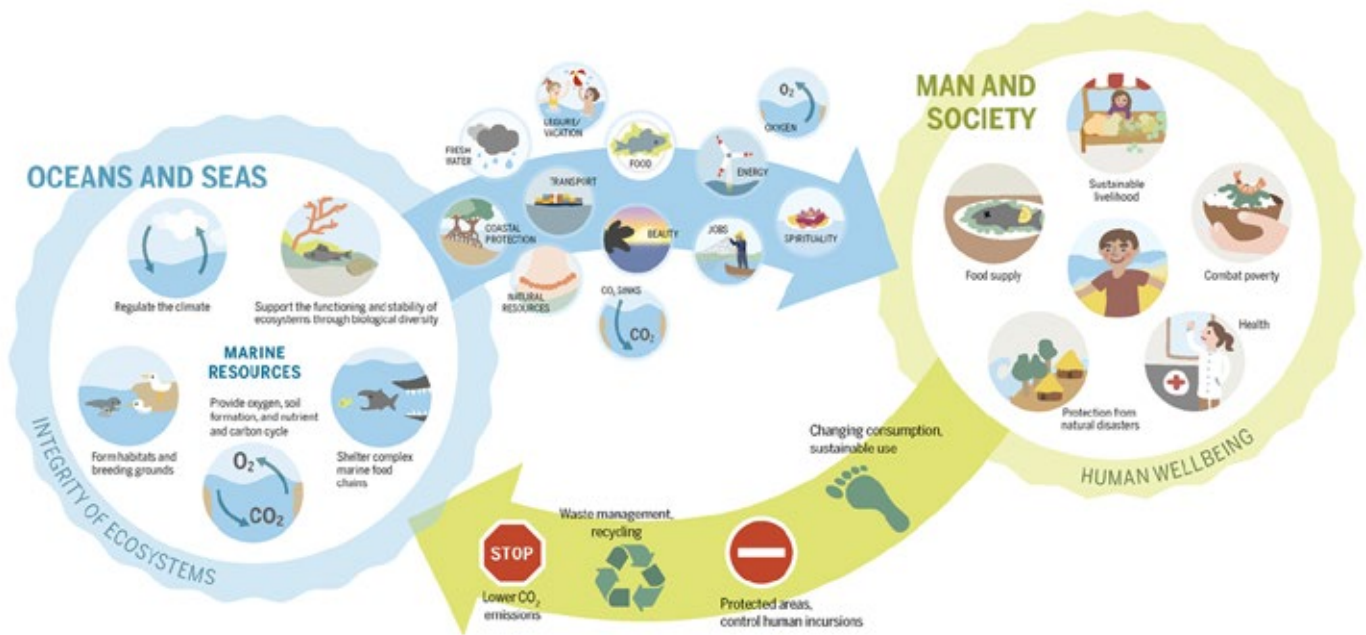 OCEANS AND SEAS
Regulate the climate
Support the functioning and stability of
ecosystems through biological diversity
MARINE
RESOURCES
Provide oxygen, soil
formation, and nutrient
and carbon cycle
Form habitats and
breeding grounds
Shelter complex
marine food
chains
O₂
CO₂
INTEGRITY OF ECOSYSTEMS
FRESH
WATER
LEISURE/
VACATION
FOOD
ENERGY
O₂
OXYGEN
COASTAL
PROTECTION
TRANSPORT
BEAUTY
JOBS
SPIRITUALITY
NATURAL
RESOURCES
CO₂ SINKS
CO₂
MAN AND
SOCIETY
Sustainable
livelihood
Food supply
Combat poverty
Health
Protection from
natural disasters
HUMAN WELLBEING
Changing consumption,
sustainable use
Protected areas,
control human incursions
Waste management,
recycling
STOP
Lower CO₂
emissions